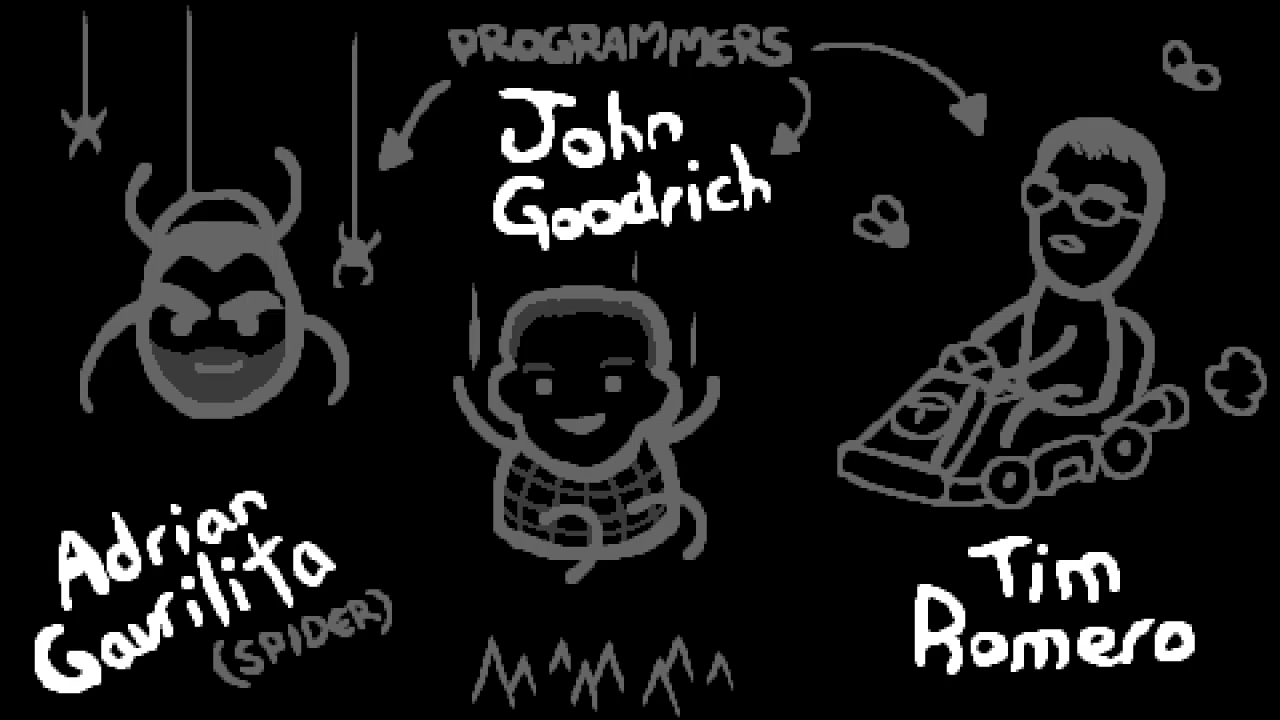 PROGRAMMERS
John
Goodrich
Adrian
Gavrilita
(SPIDER)
Tim
Romero